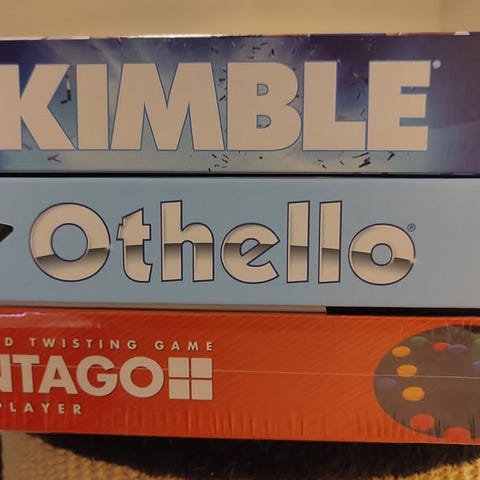 KIMBLE
Othello®
D TWISTING GAME
NTAGO
PLAYER